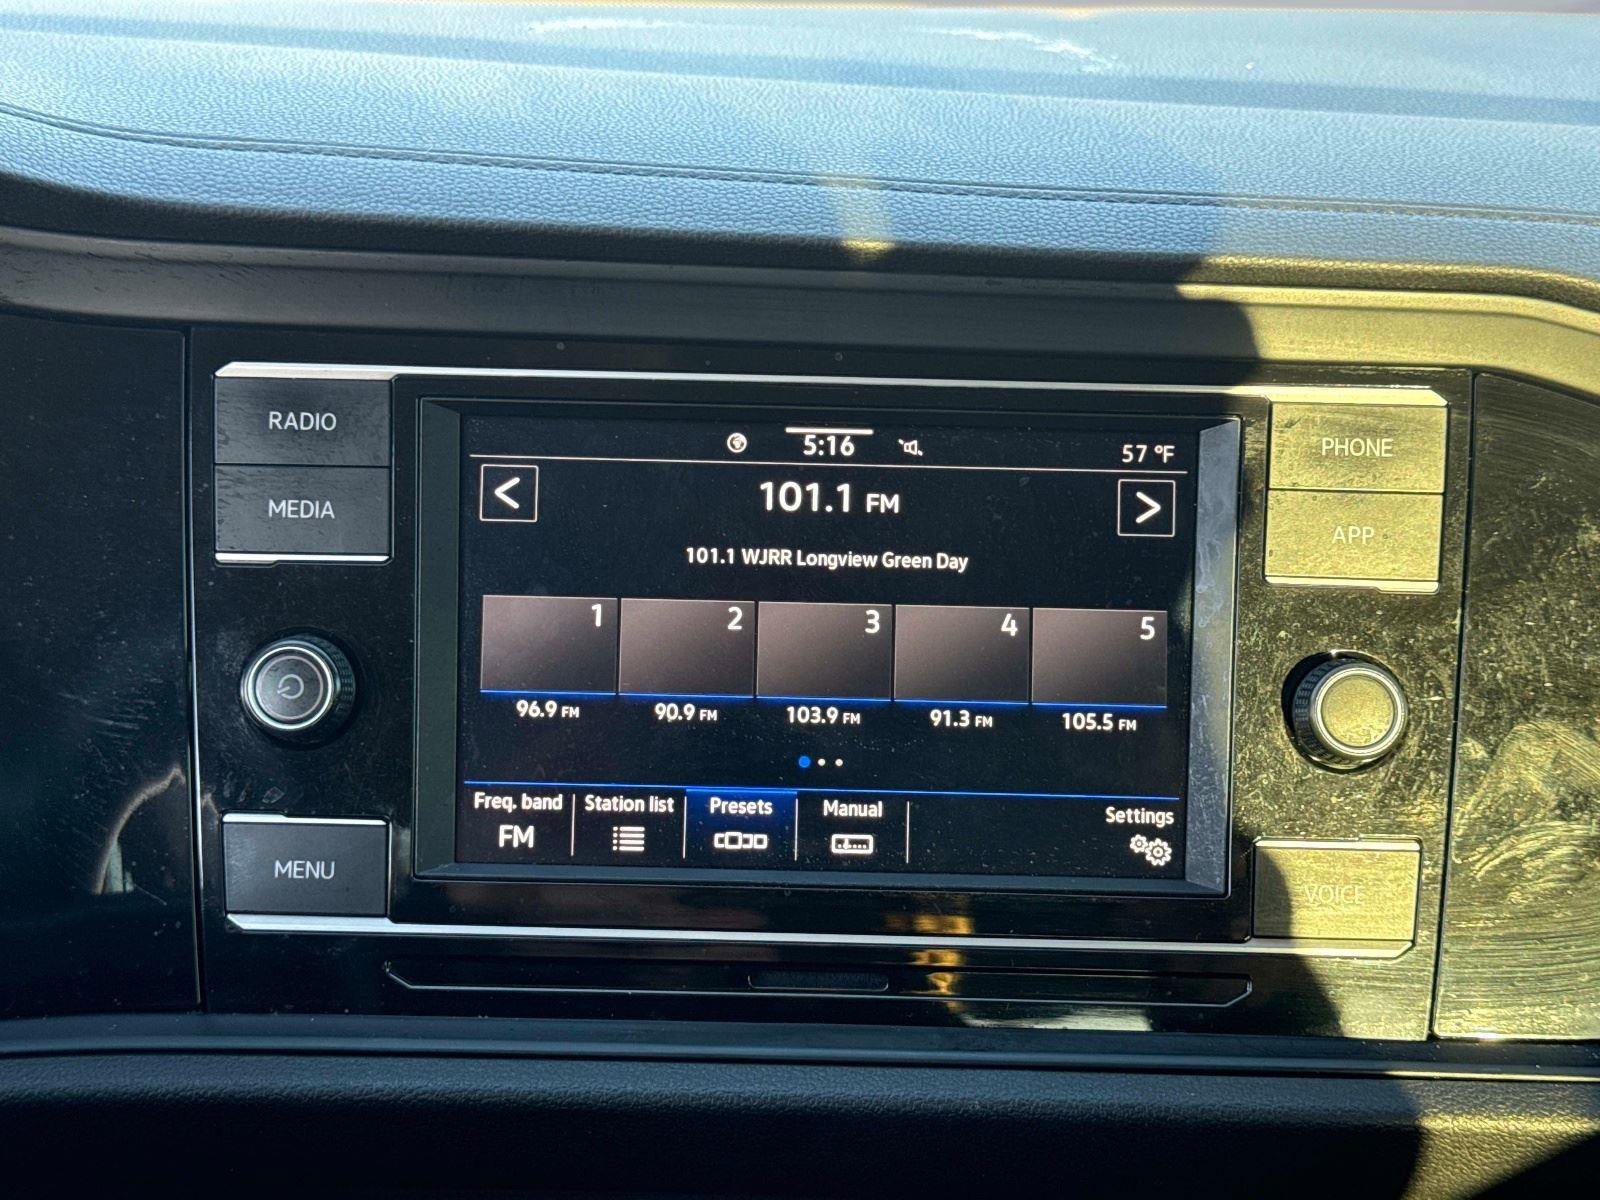 RADIO
MEDIA
MENU
5:16
57 °F
<
101.1 FM
>
101.1 WJRR Longview Green Day
1
2
3
4
5
96.9 FM
90.9 FM
103.9 FM
91.3 FM
105.5 FM
Freq. band
FM
Station list
Presets
Manual
Settings
PHONE
APP
VOICE